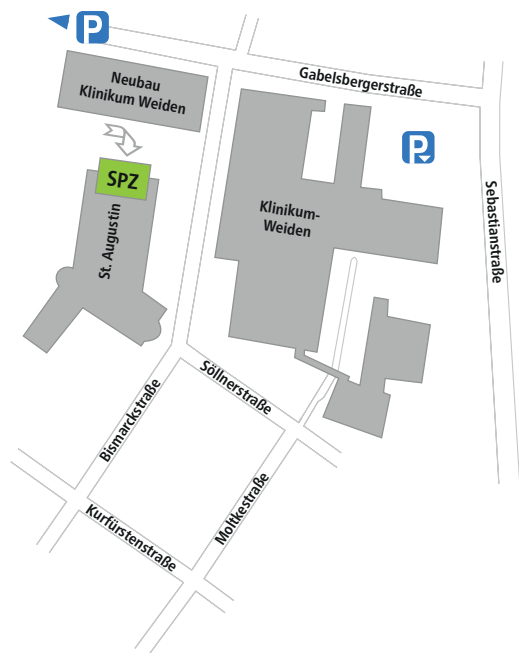 P
Neubau
Klinikum Weiden
Gabelsbergerstraße
P
SPZ
St. Augustin
Klinikum-
Weiden
Sebastianstraße
Söllnerstraße
Bismarckstraße
Moltkestraße
Kurfürstenstraße